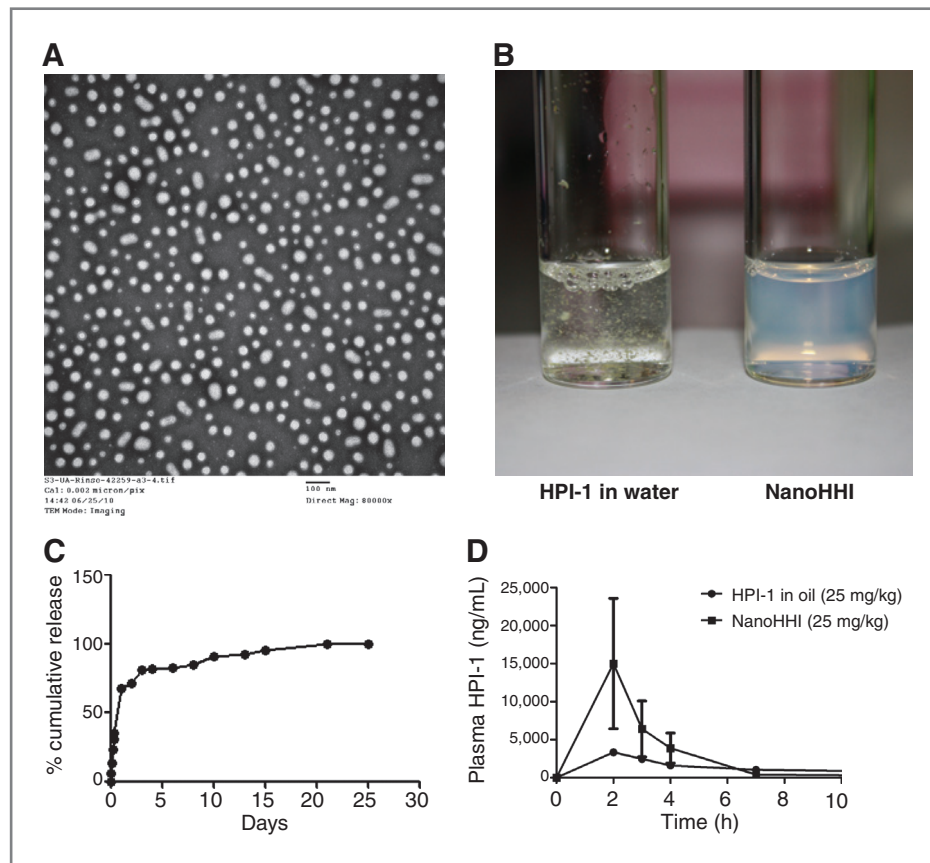 A
B
S3-UA-Rinse-42259-a3-4.tif
Cal: 0.002 micron/pix
14:42 06/25/10
TEM Mode: Imaging
100 nm
Direct Mag: 80000x
HPI-1 in water
NanoHHI
C
% cumulative release
150
100
50
0
0 5 10 15 20 25 30
Days
D
Plasma HPI-1 (ng/mL)
25,000
20,000
15,000
10,000
5,000
0
HPI-1 in oil (25 mg/kg)
NanoHHI (25 mg/kg)
0 2 4 6 8 10
Time (h)